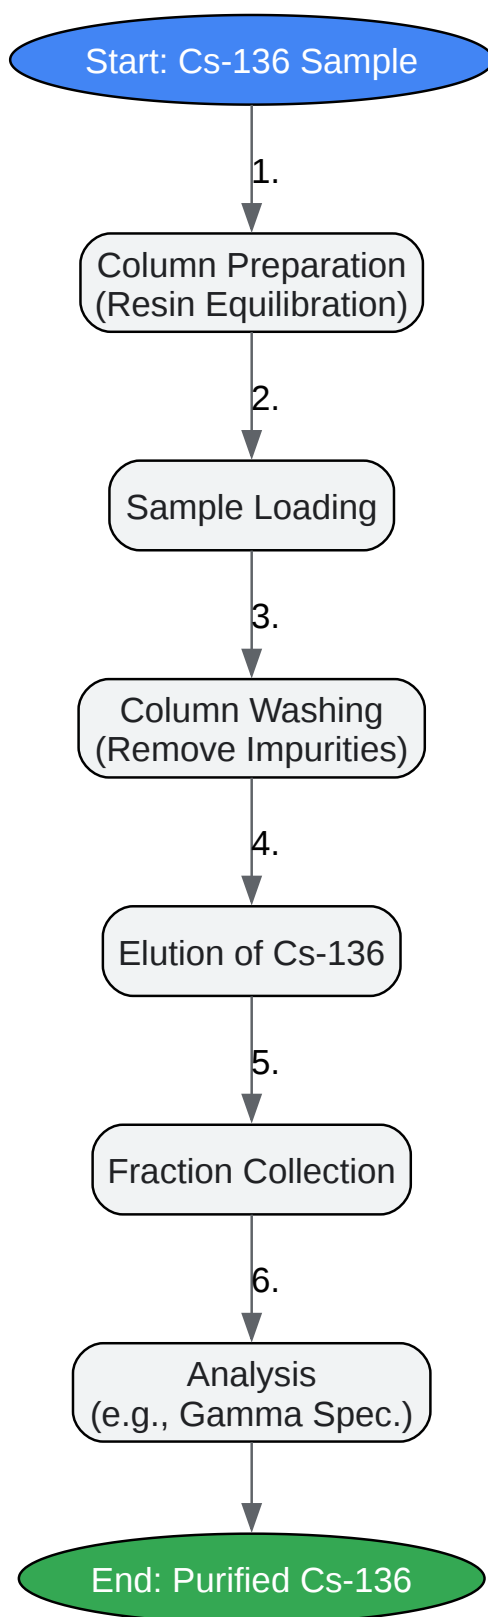 Start: Cs-136 Sample
1.
Column Preparation
(Resin Equilibration)
2.
Sample Loading
3.
Column Washing
(Remove Impurities)
4.
Elution of Cs-136
5.
Fraction Collection
6.
Analysis
(e.g., Gamma Spec.)
End: Purified Cs-136